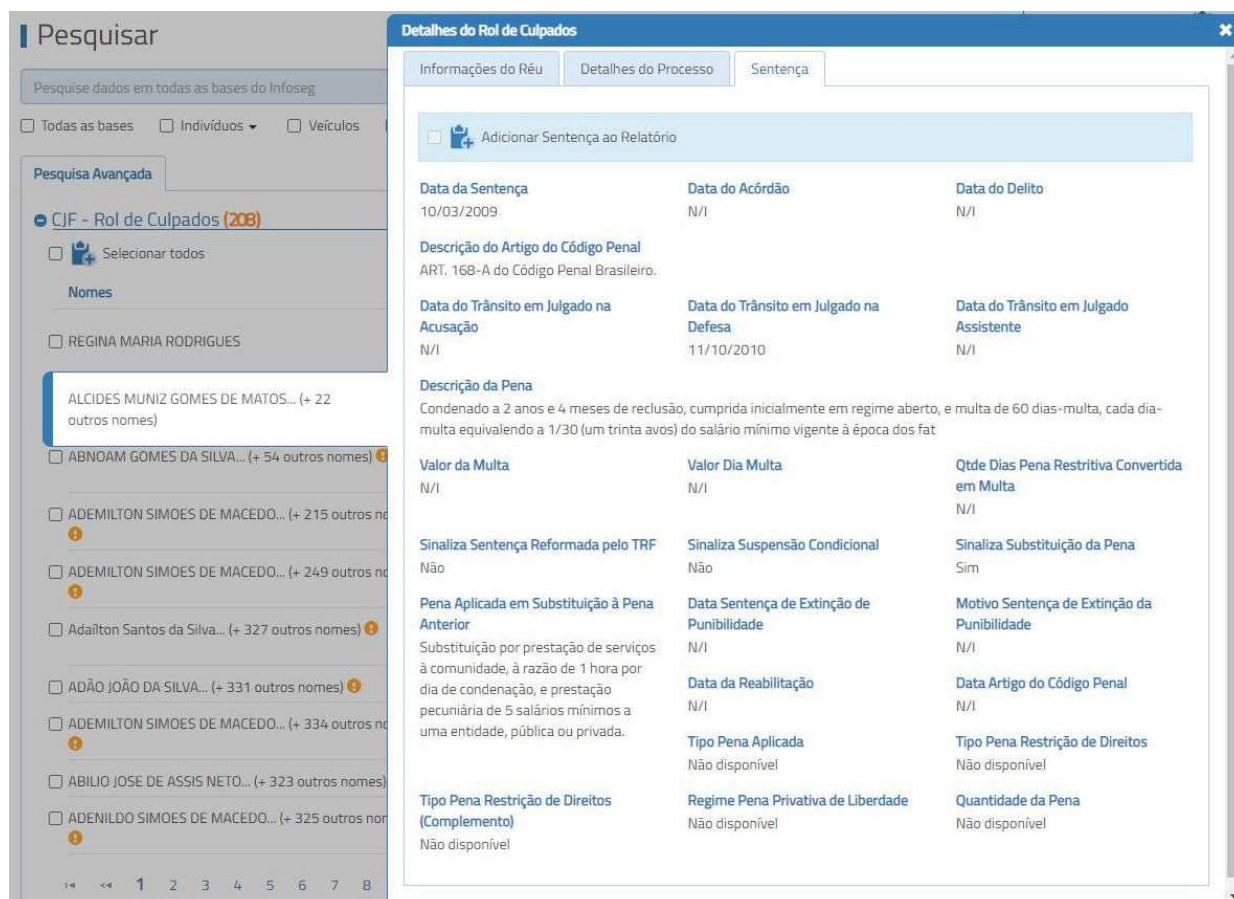 Pesquisar
Pesquise dados em todas as bases do Infoseg
Todas as bases Indivíduos Veículos
Pesquisa Avançada
CJF - Rol de Culpados (208)
Selecionar todos
Nomes
REGINA MARIA RODRIGUES
ALCIDES MUNIZ GOMES DE MATOS... (+ 22
outros nomes)
ABNOAM GOMES DA SILVA... (+ 54 outros nomes)
ADEMILTON SIMOES DE MACEDO... (+ 215 outros no
ADEMILTON SIMOES DE MACEDO... (+ 249 outros no
Adaílton Santos da Silva... (+ 327 outros nomes)
ADÃO JOÃO DA SILVA... (+ 331 outros nomes)
ADEMILTON SIMOES DE MACEDO... (+ 334 outros no
ABILIO JOSE DE ASSIS NETO... (+ 323 outros nomes)
ADENILDO SIMOES DE MACEDO... (+ 325 outros nor
1 2 3 4 5 6 7 8
Detalhes do Rol de Culpados
Informações do Réu Detalhes do Processo Sentença
Adicionar Sentença ao Relatório
Data da Sentença Data do Acórdão Data do Delito
10/03/2009 N/I N/I
Descrição do Artigo do Código Penal
ART. 168-A do Código Penal Brasileiro.
Data do Trânsito em Julgado na Data do Trânsito em Julgado na Data do Trânsito em Julgado
Acusação Defesa Assistente
N/I 11/10/2010 N/I
Descrição da Pena
Condenado a 2 anos e 4 meses de reclusão, cumprida inicialmente em regime aberto, e multa de 60 dias-multa, cada dia-
multa equivalendo a 1/30 (um trinta avos) do salário mínimo vigente à época dos fat
Valor da Multa Valor Dia Multa Qtde Dias Pena Restritiva Convertida
N/I N/I em Multa
N/I
Sinaliza Sentença Reformada pelo TRF Sinaliza Suspensão Condicional Sinaliza Substituição da Pena
Não Não Sim
Pena Aplicada em Substituição à Pena Data Sentença de Extinção de Motivo Sentença de Extinção da
Anterior Punibilidade Punibilidade
Substituição por prestação de serviços N/I N/I
à comunidade, à razão de 1 hora por
dia de condenação, e prestação Data da Reabilitação Data Artigo do Código Penal
pecuniária de 5 salários mínimos a N/I N/I
uma entidade, pública ou privada.
Tipo Pena Aplicada Tipo Pena Restrição de Direitos
Não disponível Não disponível
Tipo Pena Restrição de Direitos Regime Pena Privativa de Liberdade Quantidade da Pena
(Complemento) Não disponível Não disponível
Não disponível